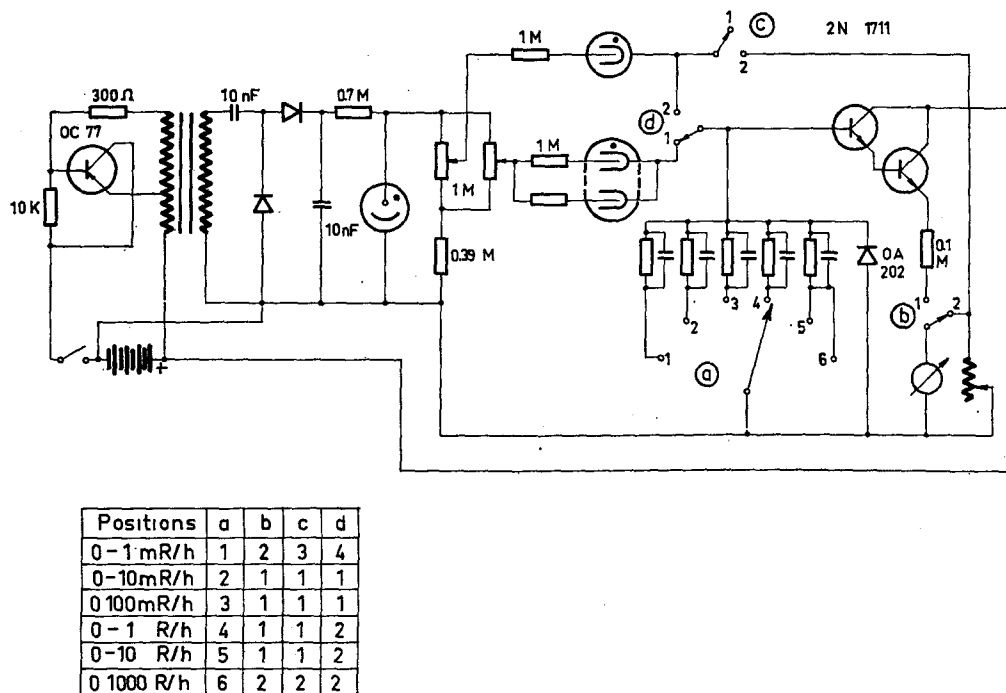 1
c
2N 1711
1 M
2
300Ω
10 nF
0.7 M
OC 77
2
d
1
1 M
1 M
10 K
10nF
0.39 M
OA
202
0.1
M
2
3
4
5
1
6
a
1
2
b
+
Positions a b c d
0-1 mR/h 1 2 3 4
0-10mR/h 2 1 1 1
0 100mR/h 3 1 1 1
0-1 R/h 4 1 1 2
0-10 R/h 5 1 1 2
0 1000 R/h 6 2 2 2